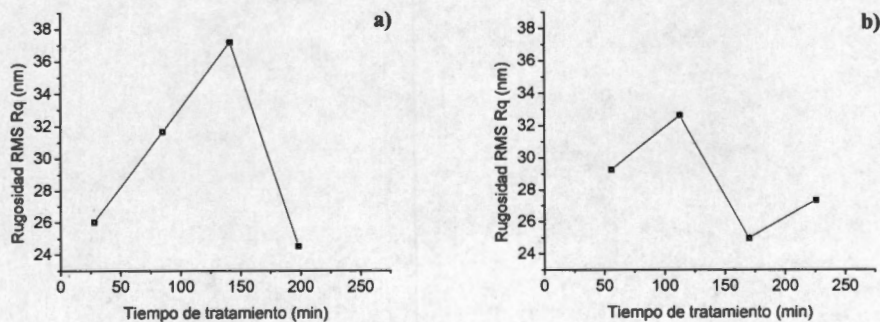 a)
Rugosidad RMS Rq (nm)
38
36
34
32
30
28
26
24
0 50 100 150 200 250
Tiempo de tratamiento (min)
b)
Rugosidad RMS Rq (nm)
38
36
34
32
30
28
26
24
0 50 100 150 200 250
Tiempo de tratamiento (min)